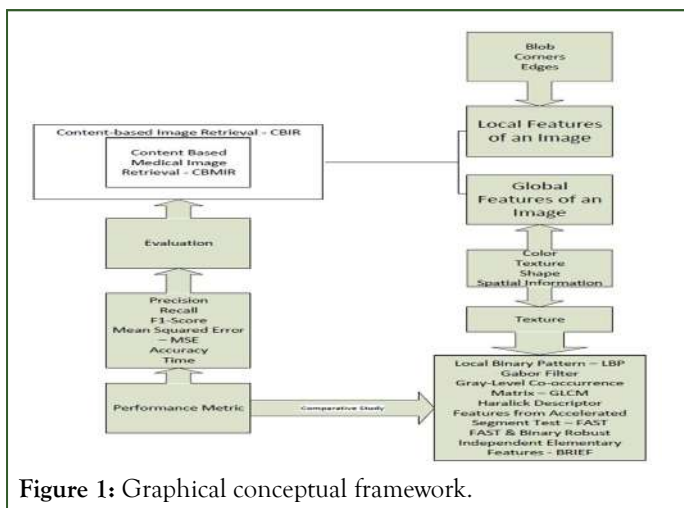 Blob
Corners
Edges
Content-based Image Retrieval - CBIR
Content Based
Medical Image
Retrieval - CBMIR
Local Features
of an Image
Global
Features of an
Image
Evaluation
Color
Texture
Shape
Spatial Information
Precision
Recall
F1-Score
Mean Squared Error
– MSE
Accuracy
Time
Texture
Performance Metric
Comparative Study
Local Binary Pattern – LBP
Gabor Filter
Gray-Level Co-occurrence
Matrix – GLCM
Haralick Descriptor
Features from Accelerated
Segment Test – FAST
FAST & Binary Robust
Independent Elementary
Features - BRIEF
Figure 1: Graphical conceptual framework.